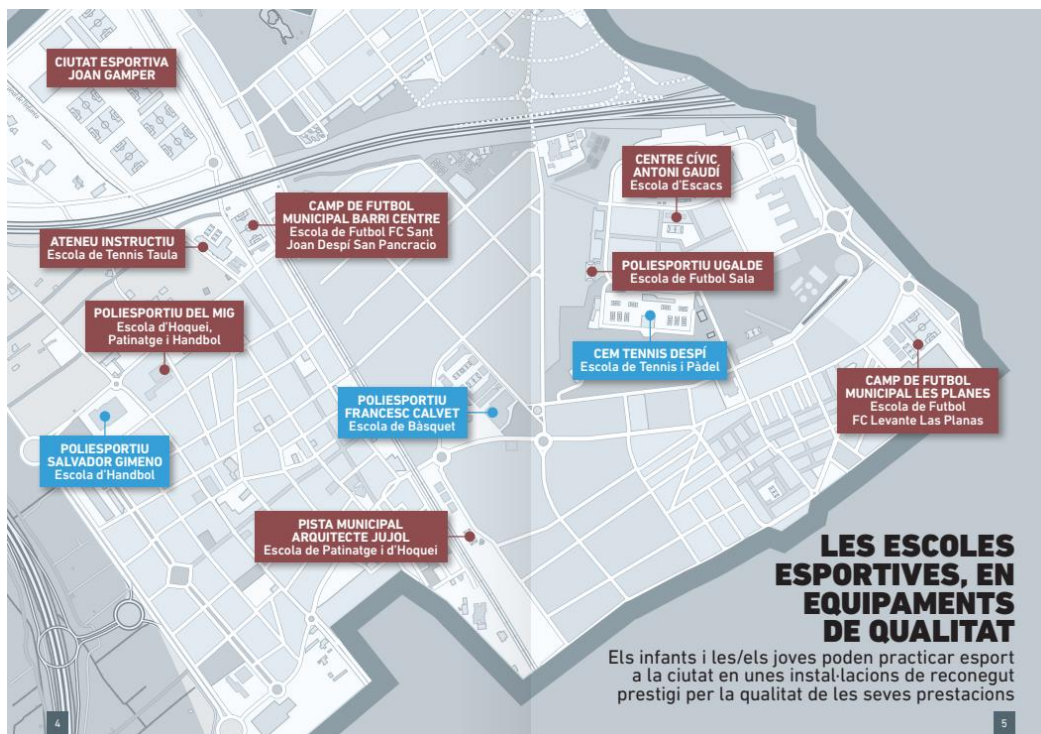 CIUTAT ESPORTIVA
JOAN GAMPER
CENTRE CÍVIC
ANTONI GAUDÍ
Escola d'Escacs
CAMP DE FUTBOL
MUNICIPAL BARRI CENTRE
Escola de Futbol FC Sant
Joan Despí San Pancracio
ATENEU INSTRUCTIU
Escola de Tennis Taula
POLIESPORTIU UGALDE
Escola de Futbol Sala
POLIESPORTIU DEL MIG
Escola d'Hoquei,
Patinatge i Handbol
CEM TENNIS DESPÍ
Escola de Tennis i Pàdel
CAMP DE FUTBOL
MUNICIPAL LES PLANES
Escola de Futbol
FC Levante Las Planas
POLIESPORTIU
FRANCESC CALVET
Escola de Bàsquet
POLIESPORTIU
SALVADOR GIMENO
Escola d'Handbol
PISTA MUNICIPAL
ARQUITECTE JUJOL
Escola de Patinatge i d'Hoquei
LES ESCOLES
ESPORTIVES, EN
EQUIPAMENTS
DE QUALITAT
Els infants i les/els joves poden practicar esport
a la ciutat en unes instal·lacions de reconegut
prestigi per la qualitat de les seves prestacions
4
5